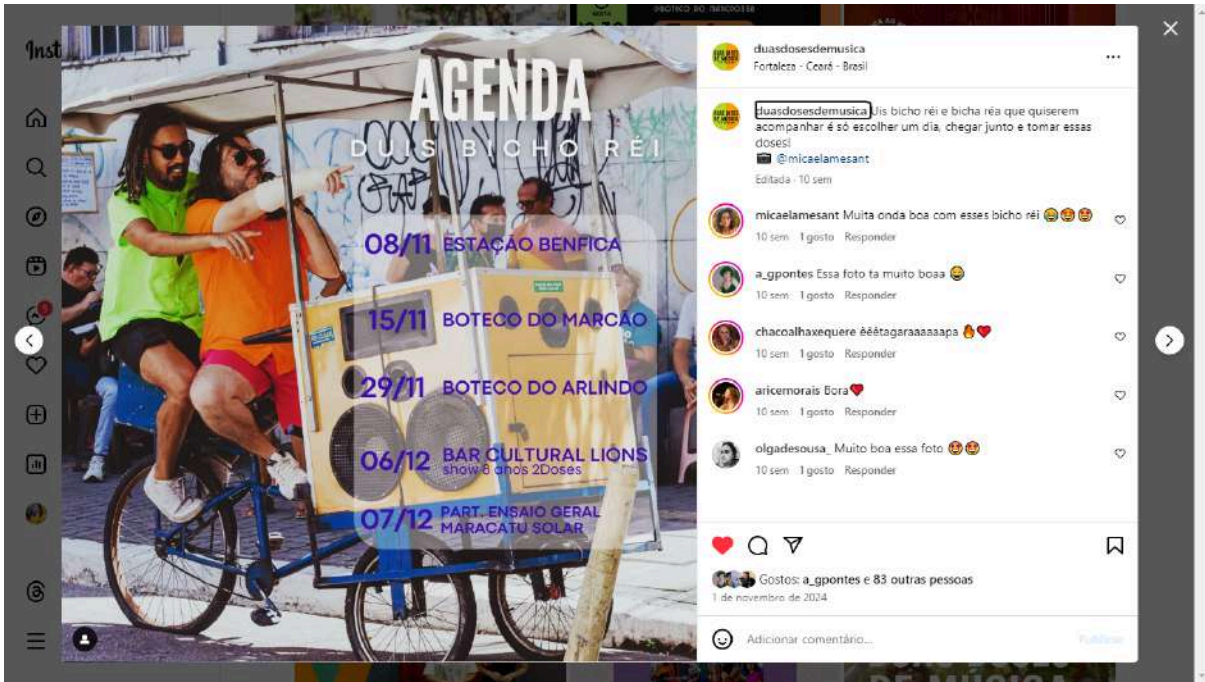 Inst
AGENDA
DUIS BICHO RÉI
08/11 ESTAÇÃO BENFICA
15/11 BOTECO DO MARCÃO
29/11 BOTECO DO ARLINDO
06/12 BAR CULTURAL LIONS
show 8 anos 2Doses
07/12 PART. ENSAIO GERAL
MARACATU SOLAR
duasdosesdemusica
Fortaleza - Ceará - Brasil
duasdosesdemusica Uis bicho réi e bicha réa que quiserem
acompanhar é só escolher um dia, chegar junto e tomar essas
doses!
@micaelamesant
Editada · 10 sem
micaelamesant Muita onda boa com esses bicho réi
10 sem 1 gosto Responder
a_gpontes Essa foto ta muito boaa
10 sem 1 gosto Responder
chacoalhaxequere êêêtagaraaaaaapa
10 sem 1 gosto Responder
aricemorais Bora
10 sem 1 gosto Responder
olgadesousa_ Muito boa essa foto
10 sem 1 gosto Responder
Gostos: a_gpontes e 83 outras pessoas
1 de novembro de 2024
Adicionar comentário...
Publicar
DE MÚSICA